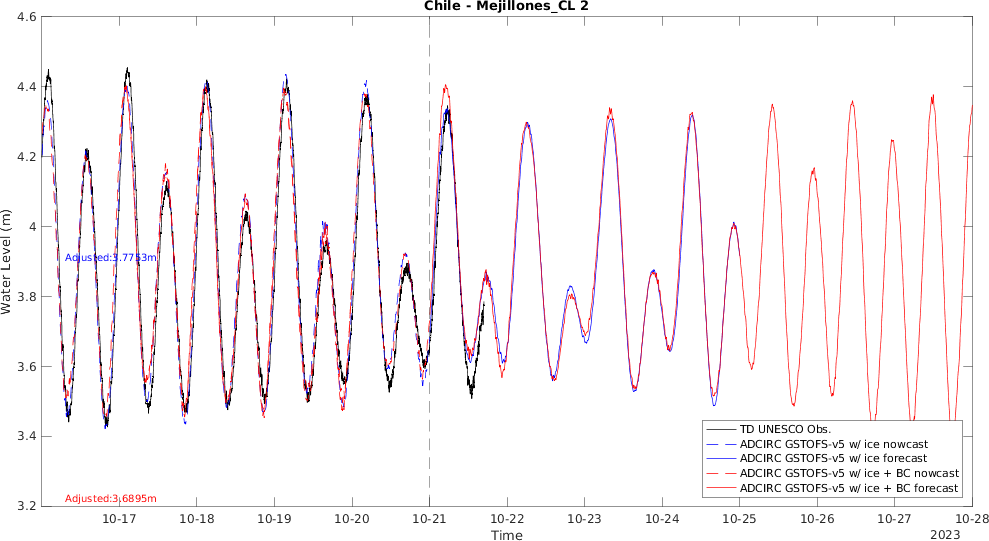 Chile - Mejillones_CL 2
4.6
4.4
4.2
4
3.8
3.6
3.4
3.2
Water Level (m)
Adjusted:3.7753m
Adjusted:3.6895m
TD UNESCO Obs.
ADCIRC GSTOFS-v5 w/ ice nowcast
ADCIRC GSTOFS-v5 w/ ice forecast
ADCIRC GSTOFS-v5 w/ ice + BC nowcast
ADCIRC GSTOFS-v5 w/ ice + BC forecast
10-17 10-18 10-19 10-20 10-21 10-22 10-23 10-24 10-25 10-26 10-27 10-28
Time
2023